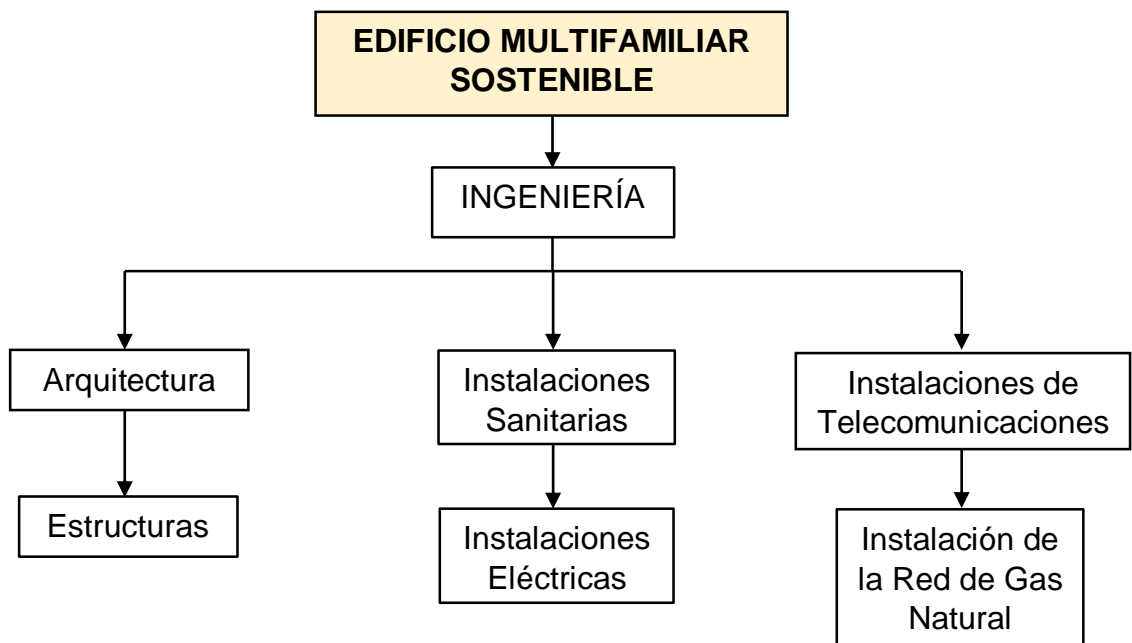 EDIFICIO MULTIFAMILIAR
SOSTENIBLE
INGENIERÍA
Arquitectura
Instalaciones
Sanitarias
Instalaciones de
Telecomunicaciones
Estructuras
Instalaciones
Eléctricas
Instalación de
la Red de Gas
Natural